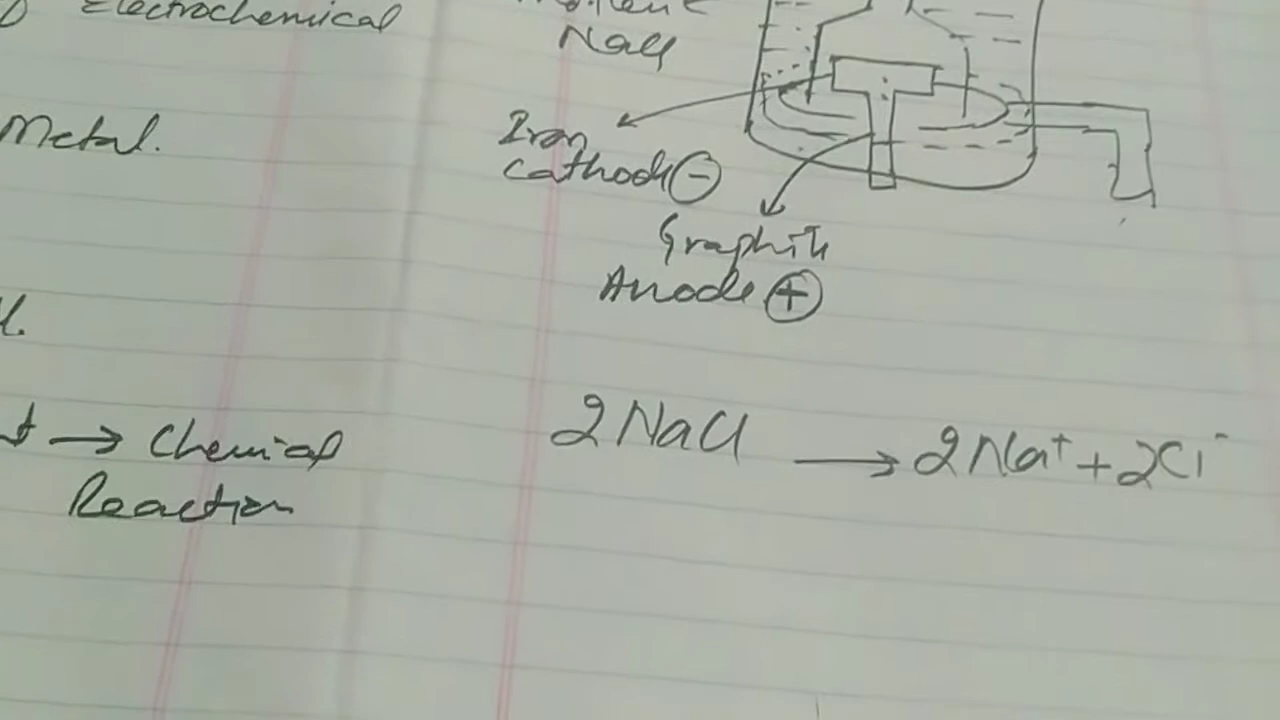 Electrochemical
Metal.
→ Chemical
Reaction
NaCl
Iron
Cathode ⊖
Graphite
Anode ⊕
2NaCl → 2Na⁺ + 2Cl⁻